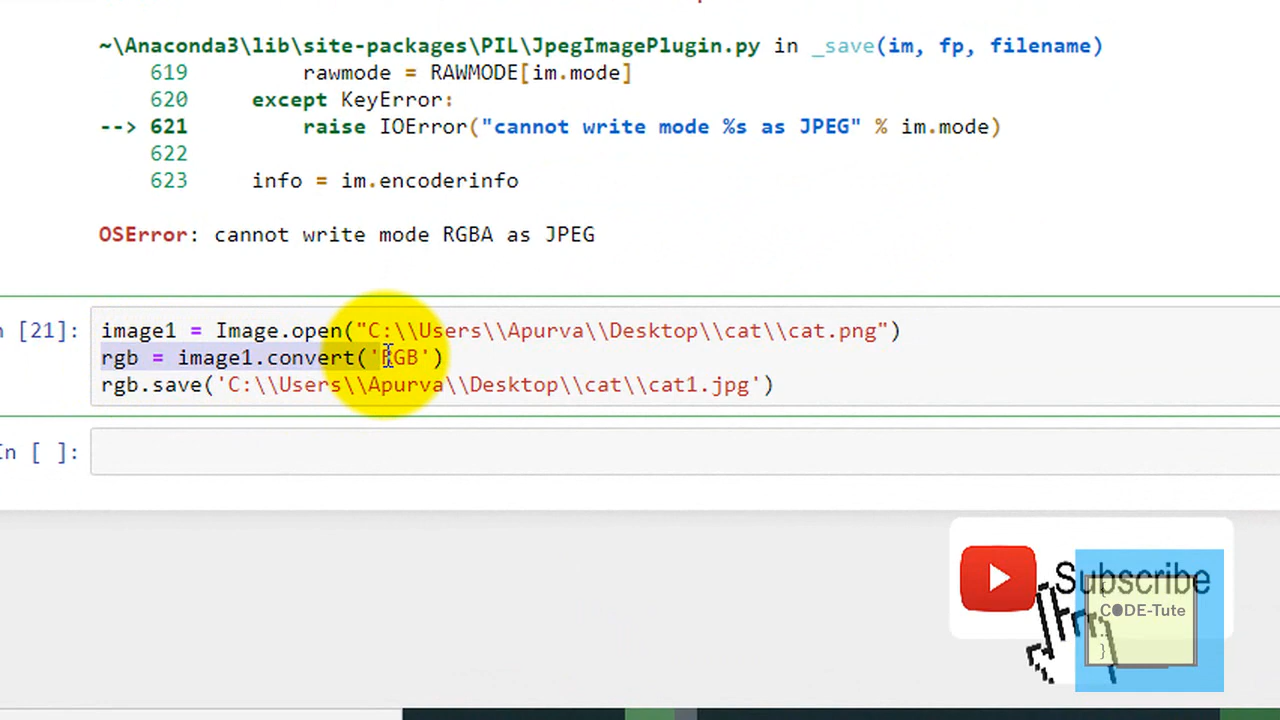 ~\Anaconda3\lib\site-packages\PIL\JpegImagePlugin.py in _save(im, fp, filename)
619 rawmode = RAWMODE[im.mode]
620 except KeyError:
--> 621 raise IOError("cannot write mode %s as JPEG" % im.mode)
622
623 info = im.encoderinfo
OSError: cannot write mode RGBA as JPEG
n [21]: image1 = Image.open("C:\\Users\\Apurva\\Desktop\\cat\\cat.png")
rgb = image1.convert('RGB')
rgb.save('C:\\Users\\Apurva\\Desktop\\cat\\cat1.jpg')
In [ ]:
Subscribe
{
CODE-Tute
..
}